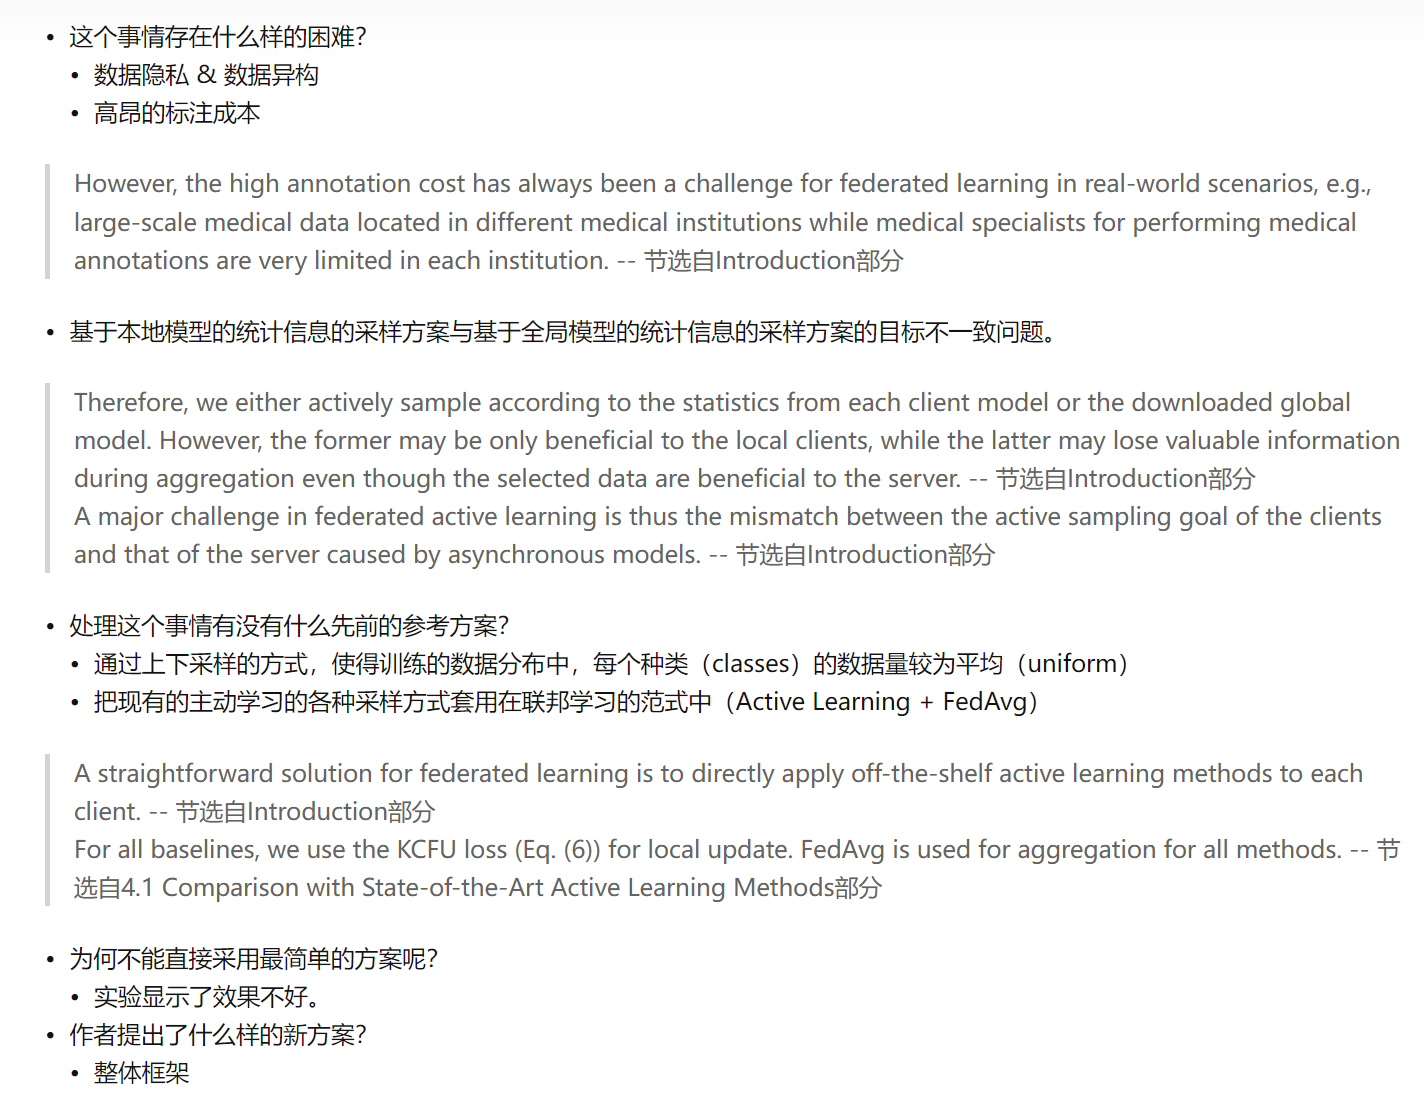 • 这个事情存在什么样的困难？
• 数据隐私 & 数据异构
• 高昂的标注成本
However, the high annotation cost has always been a challenge for federated learning in real-world scenarios, e.g.,
large-scale medical data located in different medical institutions while medical specialists for performing medical
annotations are very limited in each institution. -- 节选自Introduction部分
• 基于本地模型的统计信息的采样方案与基于全局模型的统计信息的采样方案的目标不一致问题。
Therefore, we either actively sample according to the statistics from each client model or the downloaded global
model. However, the former may be only beneficial to the local clients, while the latter may lose valuable information
during aggregation even though the selected data are beneficial to the server. -- 节选自Introduction部分
A major challenge in federated active learning is thus the mismatch between the active sampling goal of the clients
and that of the server caused by asynchronous models. -- 节选自Introduction部分
• 处理这个事情有没有什么先前的参考方案？
• 通过上下采样的方式，使得训练的数据分布中，每个种类（classes）的数据量较为平均（uniform）
• 把现有的主动学习的各种采样方式套用在联邦学习的范式中（Active Learning + FedAvg）
A straightforward solution for federated learning is to directly apply off-the-shelf active learning methods to each
client. -- 节选自Introduction部分
For all baselines, we use the KCFU loss (Eq. (6)) for local update. FedAvg is used for aggregation for all methods. -- 节
选自4.1 Comparison with State-of-the-Art Active Learning Methods部分
• 为何不能直接采用最简单的方案呢？
• 实验显示了效果不好。
• 作者提出了什么样的新方案？
• 整体框架